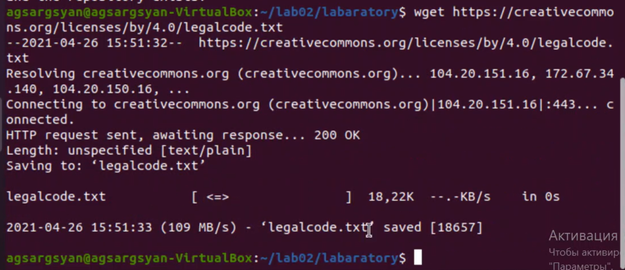 agsargsyan@agsargsyan-VirtualBox:~/lab02/labaratory$ wget https://creativecommo
ns.org/licenses/by/4.0/legalcode.txt
--2021-04-26 15:51:32--  https://creativecommons.org/licenses/by/4.0/legalcode.
txt
Resolving creativecommons.org (creativecommons.org)... 104.20.151.16, 172.67.34
.140, 104.20.150.16, ...
Connecting to creativecommons.org (creativecommons.org)|104.20.151.16|:443... c
onnected.
HTTP request sent, awaiting response... 200 OK
Length: unspecified [text/plain]
Saving to: ‘legalcode.txt’
legalcode.txt           [ <=>                ]  18,22K  --.-KB/s    in 0s
2021-04-26 15:51:33 (109 MB/s) - ‘legalcode.txt’ saved [18657]
Активация
Чтобы активир
"Параметры".
agsargsyan@agsargsyan-VirtualBox:~/lab02/labaratory$